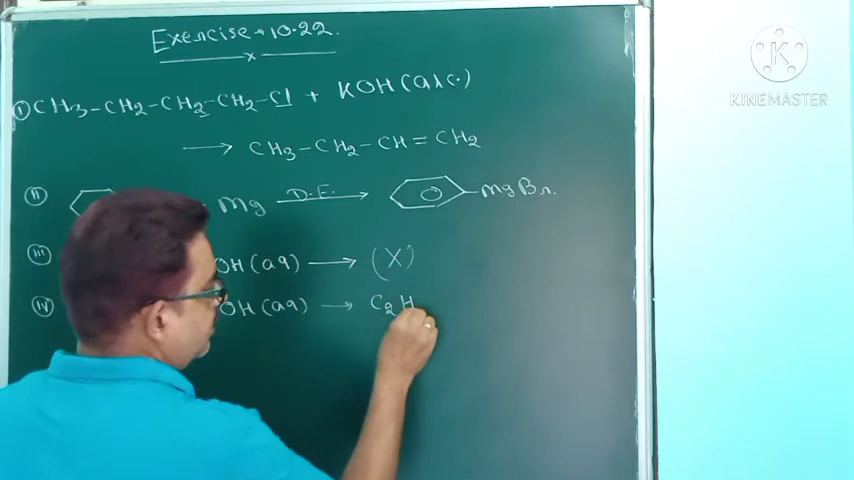 Exercise - 10.22.
x
① CH3-CH2-CH2-CH2-Cl + KOH(alc.)
→ CH3-CH2-CH=CH2
ⓘⓘ Mg D.E. → -MgBr.
ⓘⓘⓘ OH(aq) → (X)
ⓘⓥ OH(aq) → C2H
K
KINEMASTER